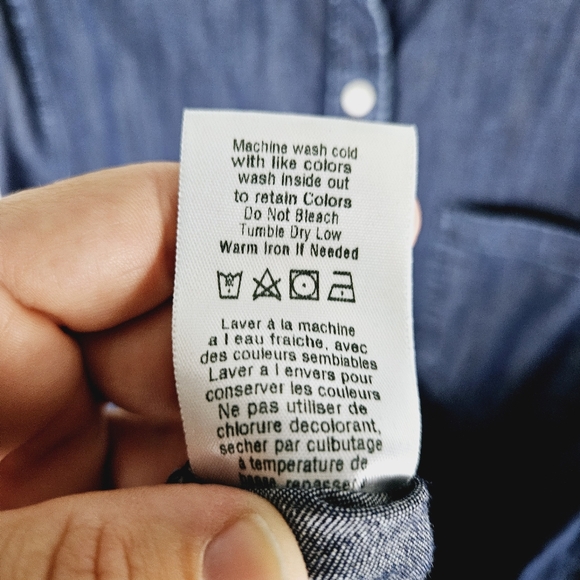 Machine wash cold
with like colors
wash inside out
to retain Colors
Do Not Bleach
Tumble Dry Low
Warm Iron If Needed
Laver à la machine
a l eau fraiche, avec
des couleurs semblables
Laver a l envers pour
conserver les couleurs
Ne pas utiliser de
chlorure decolorant,
secher par culbutage
à temperature de
basse, repasser